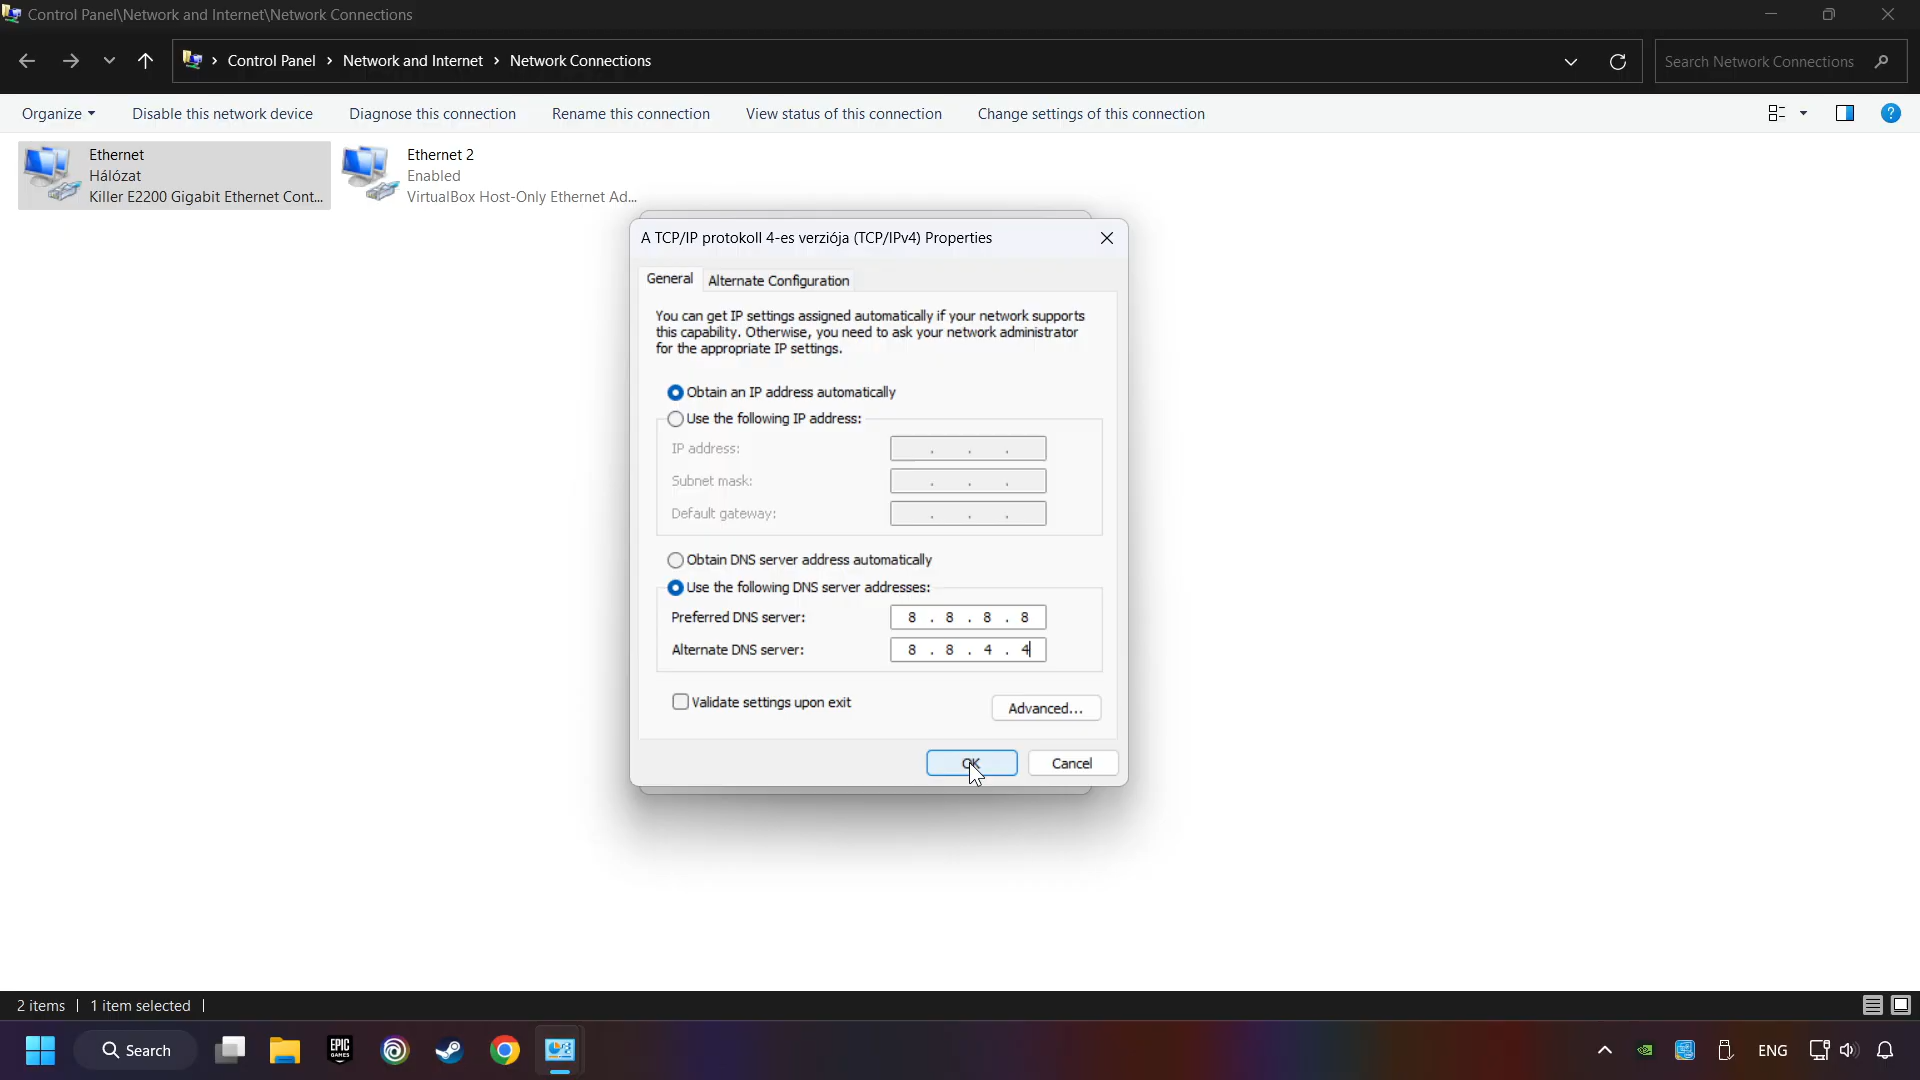 Control Panel\Network and Internet\Network Connections
Control Panel › Network and Internet › Network Connections
Search Network Connections
Organize
Disable this network device
Diagnose this connection
Rename this connection
View status of this connection
Change settings of this connection
Ethernet
Hálózat
Killer E2200 Gigabit Ethernet Cont...
Ethernet 2
Enabled
VirtualBox Host-Only Ethernet Ad...
A TCP/IP protokoll 4-es verziója (TCP/IPv4) Properties
General
Alternate Configuration
You can get IP settings assigned automatically if your network supports
this capability. Otherwise, you need to ask your network administrator
for the appropriate IP settings.
Obtain an IP address automatically
Use the following IP address:
IP address:
Subnet mask:
Default gateway:
Obtain DNS server address automatically
Use the following DNS server addresses:
Preferred DNS server: 8 . 8 . 8 . 8
Alternate DNS server: 8 . 8 . 4 . 4
Validate settings upon exit
Advanced...
OK
Cancel
2 items
1 item selected
Search
EPIC
GAMES
ENG